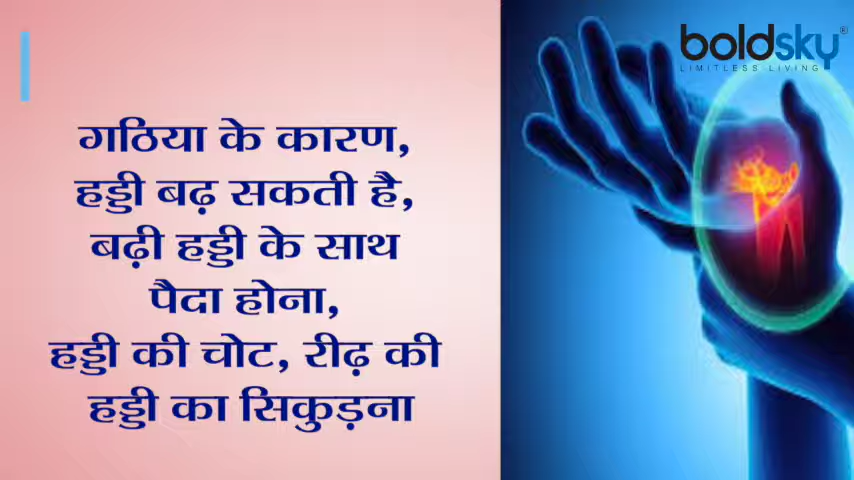 boldsky®
LIMITLESS LIVING
गठिया के कारण,
हड्डी बढ़ सकती है,
बढ़ी हड्डी के साथ
पैदा होना,
हड्डी की चोट, रीढ़ की
हड्डी का सिकुड़ना